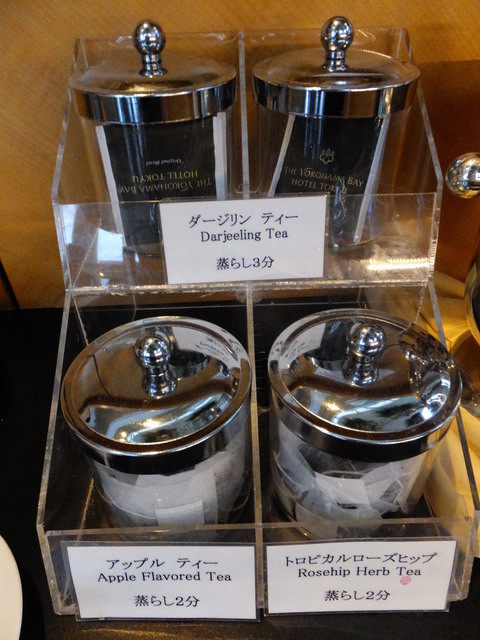 Original Blend
THE YOKOHAMA BAY
HOTEL TOKYU
THE YOKOHAMA BAY
HOTEL TOKYU
ダージリン ティー
Darjeeling Tea
蒸らし3分
アップル ティー
Apple Flavored Tea
蒸らし2分
トロピカルローズヒップ
Rosehip Herb Tea
蒸らし2分